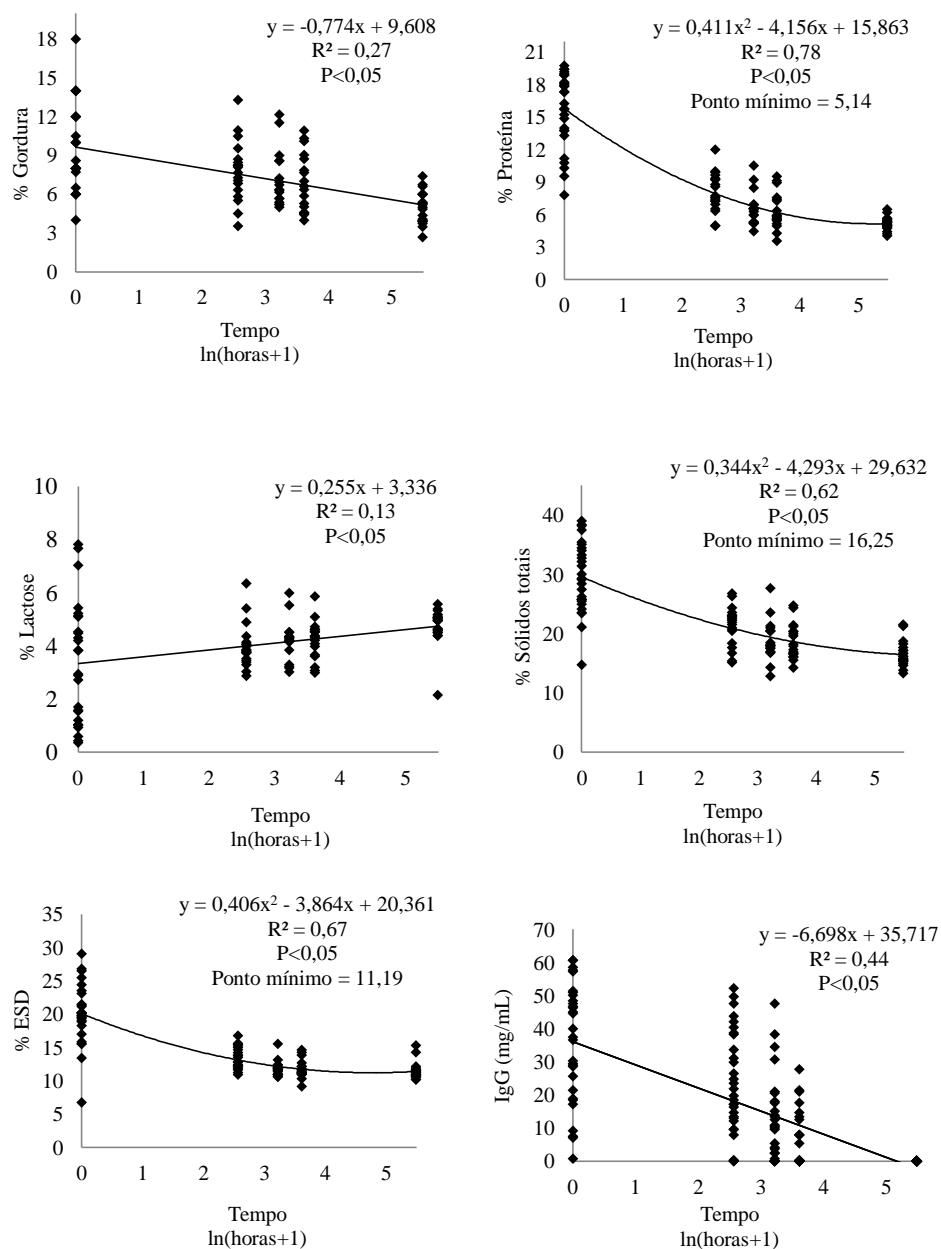 y = -0,774x + 9,608
R² = 0,27
P<0,05
18
15
12
9
6
3
0
% Gordura
0 1 2 3 4 5
Tempo
ln(horas+1)
y = 0,411x² - 4,156x + 15,863
R² = 0,78
P<0,05
Ponto mínimo = 5,14
21
18
15
12
9
6
3
0
% Proteína
0 1 2 3 4 5
Tempo
ln(horas+1)
y = 0,255x + 3,336
R² = 0,13
P<0,05
10
8
6
4
2
0
% Lactose
0 1 2 3 4 5
Tempo
ln(horas+1)
y = 0,344x² - 4,293x + 29,632
R² = 0,62
P<0,05
Ponto mínimo = 16,25
40
30
20
10
0
% Sólidos totais
0 1 2 3 4 5
Tempo
ln(horas+1)
y = 0,406x² - 3,864x + 20,361
R² = 0,67
P<0,05
Ponto mínimo = 11,19
35
30
25
20
15
10
5
0
% ESD
0 1 2 3 4 5
Tempo
ln(horas+1)
y = -6,698x + 35,717
R² = 0,44
P<0,05
70
60
50
40
30
20
10
0
IgG (mg/mL)
0 1 2 3 4 5
Tempo
ln(horas+1)